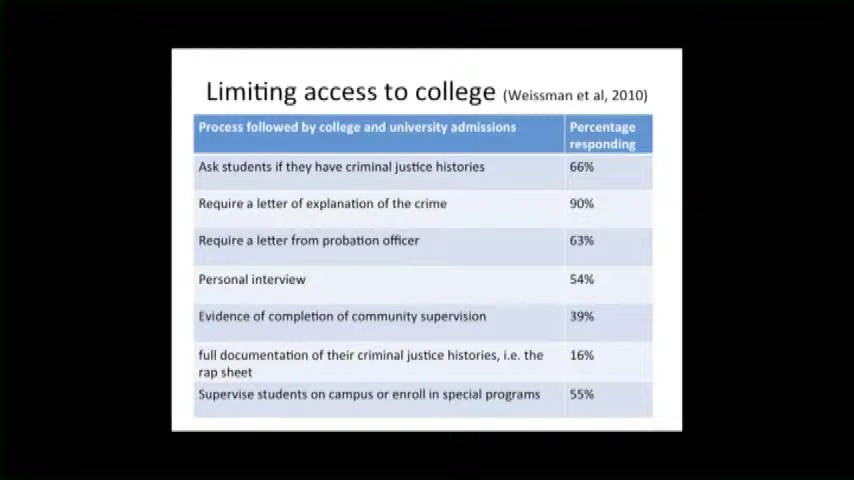 Limiting access to college (Weissman et al, 2010)
Process followed by college and university admissions Percentage
responding
Ask students if they have criminal justice histories 66%
Require a letter of explanation of the crime 90%
Require a letter from probation officer 63%
Personal interview 54%
Evidence of completion of community supervision 39%
full documentation of their criminal justice histories, i.e. the 16%
rap sheet
Supervise students on campus or enroll in special programs 55%